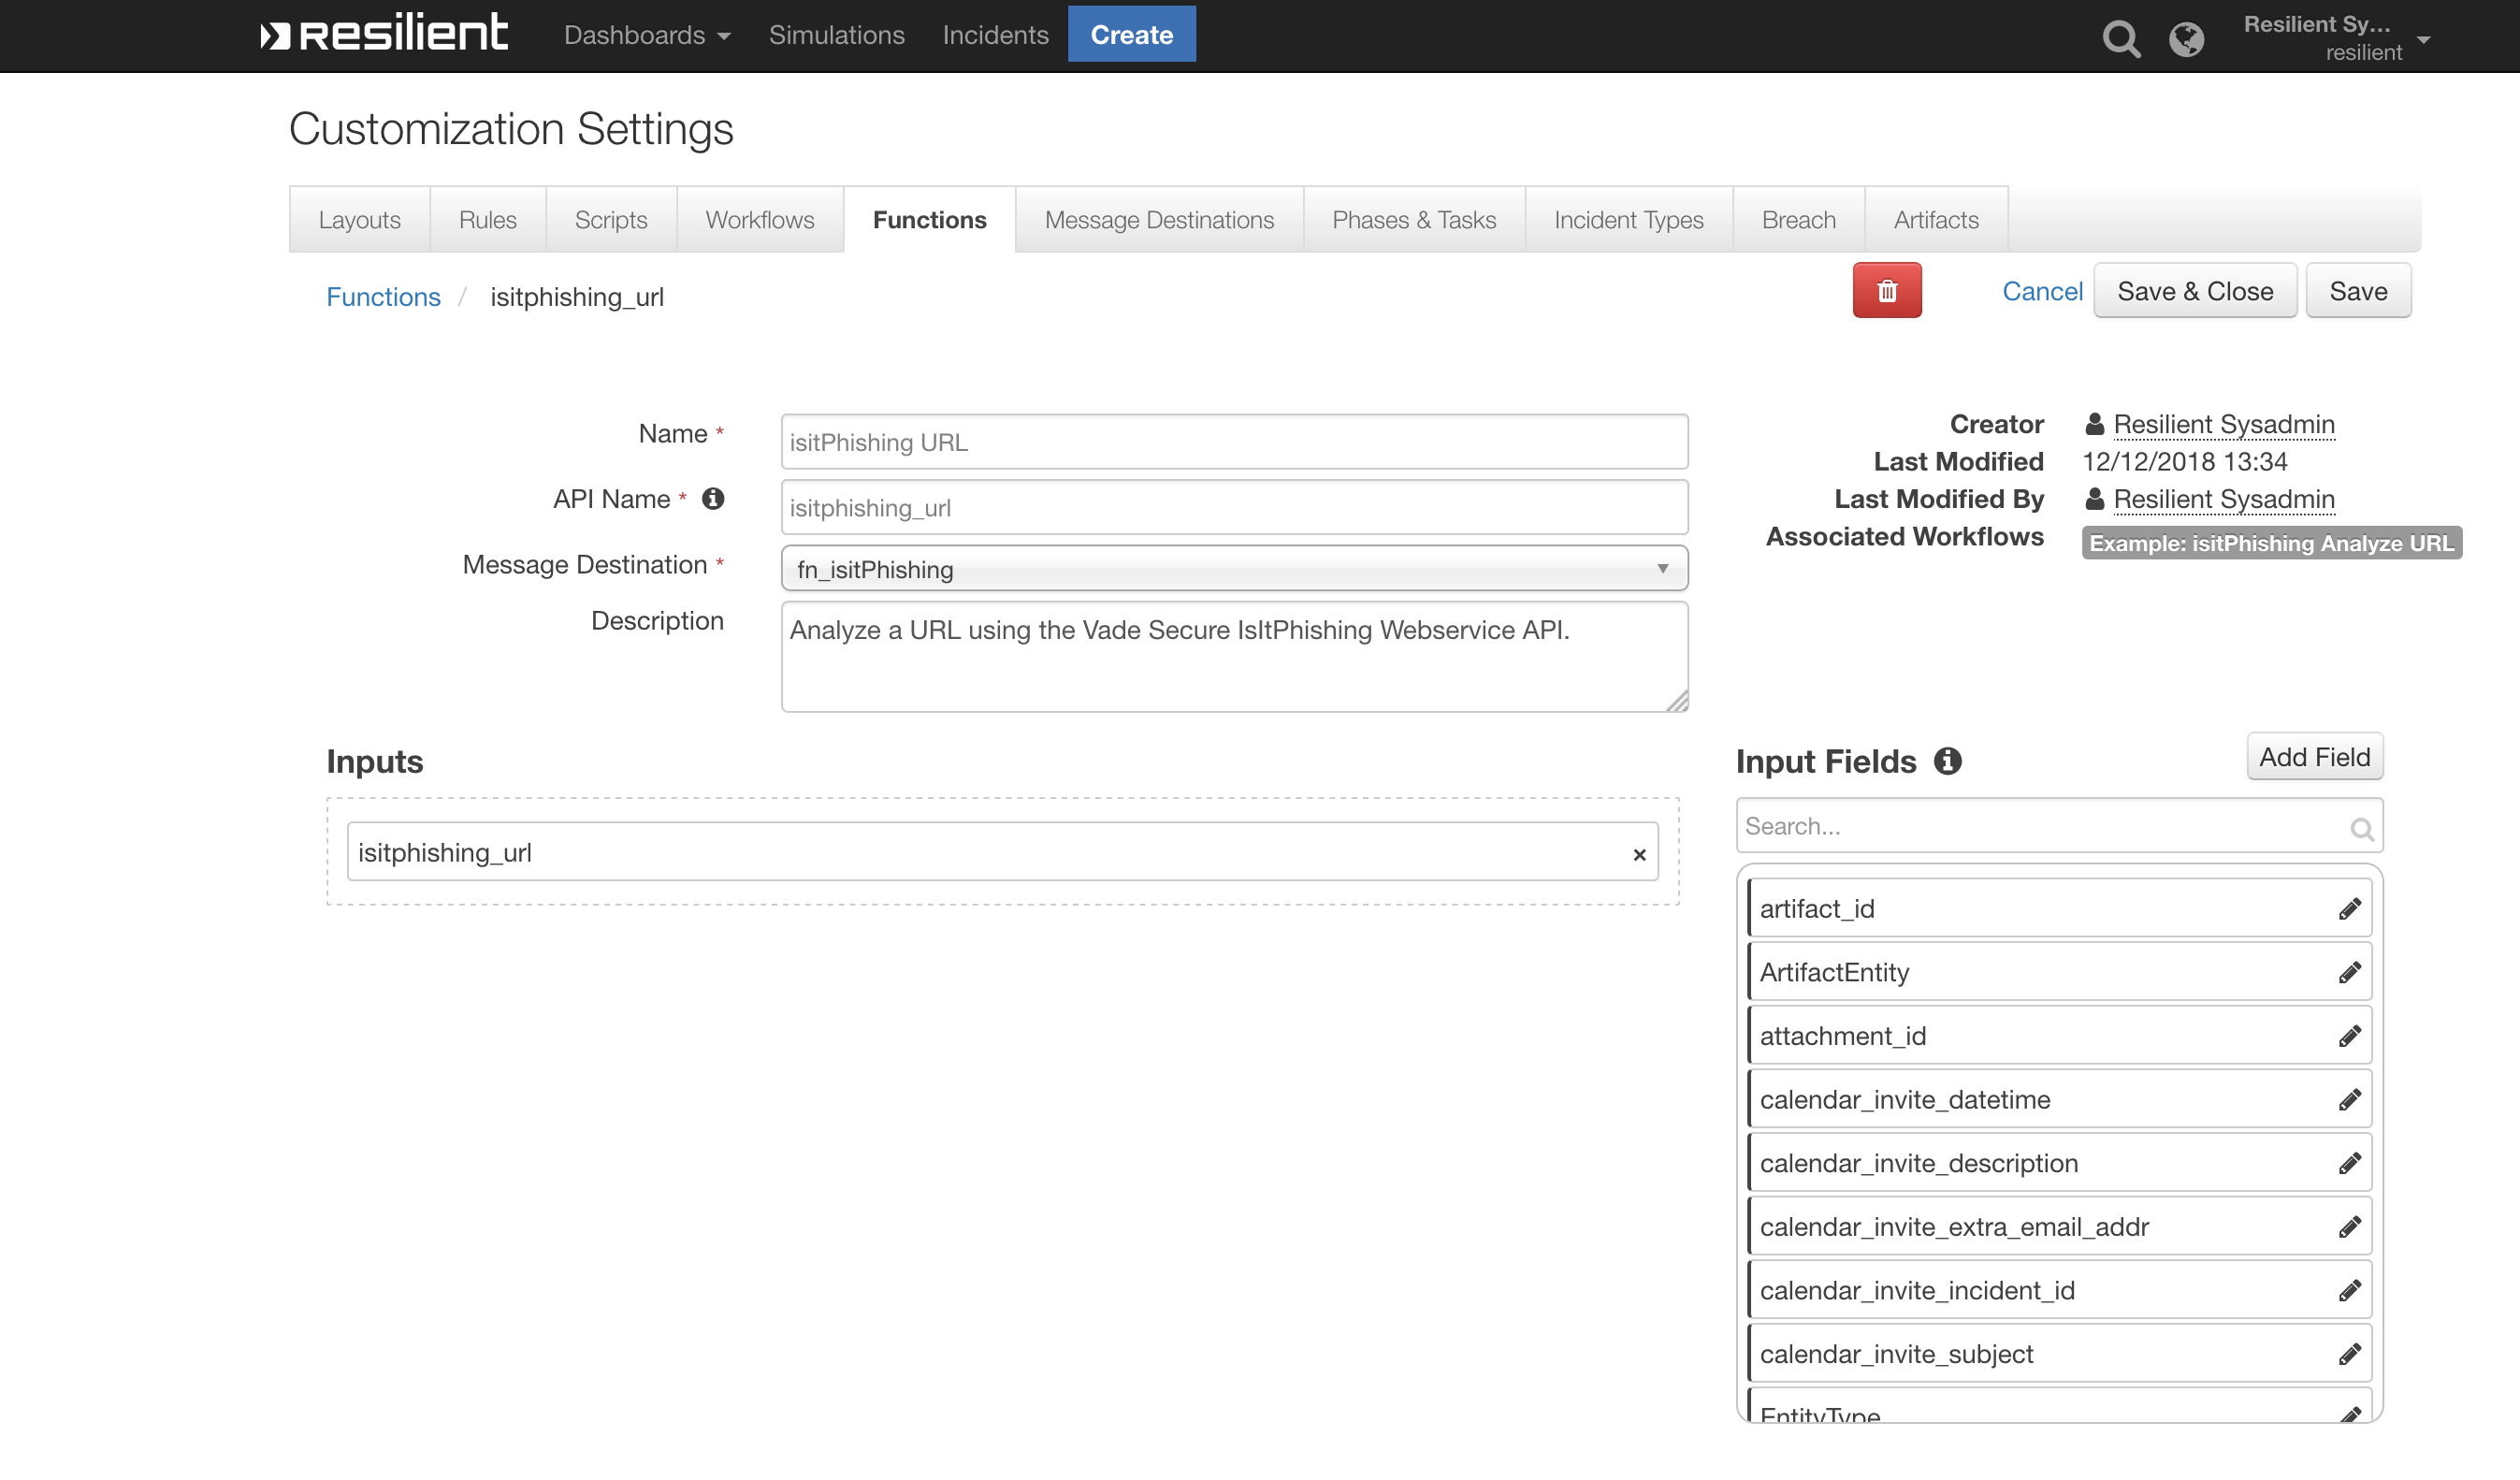 resilient Dashboards Simulations Incidents Create Resilient Sy...
resilient
Customization Settings
Layouts Rules Scripts Workflows Functions Message Destinations Phases & Tasks Incident Types Breach Artifacts
Functions / isitphishing_url Cancel Save & Close Save
Name * isitPhishing URL
API Name * isitphishing_url
Message Destination * fn_isitPhishing
Description Analyze a URL using the Vade Secure IsItPhishing Webservice API.
Creator Resilient Sysadmin
Last Modified 12/12/2018 13:34
Last Modified By Resilient Sysadmin
Associated Workflows Example: isitPhishing Analyze URL
Inputs
isitphishing_url ×
Input Fields Add Field
Search...
artifact_id
ArtifactEntity
attachment_id
calendar_invite_datetime
calendar_invite_description
calendar_invite_extra_email_addr
calendar_invite_incident_id
calendar_invite_subject
EntityType